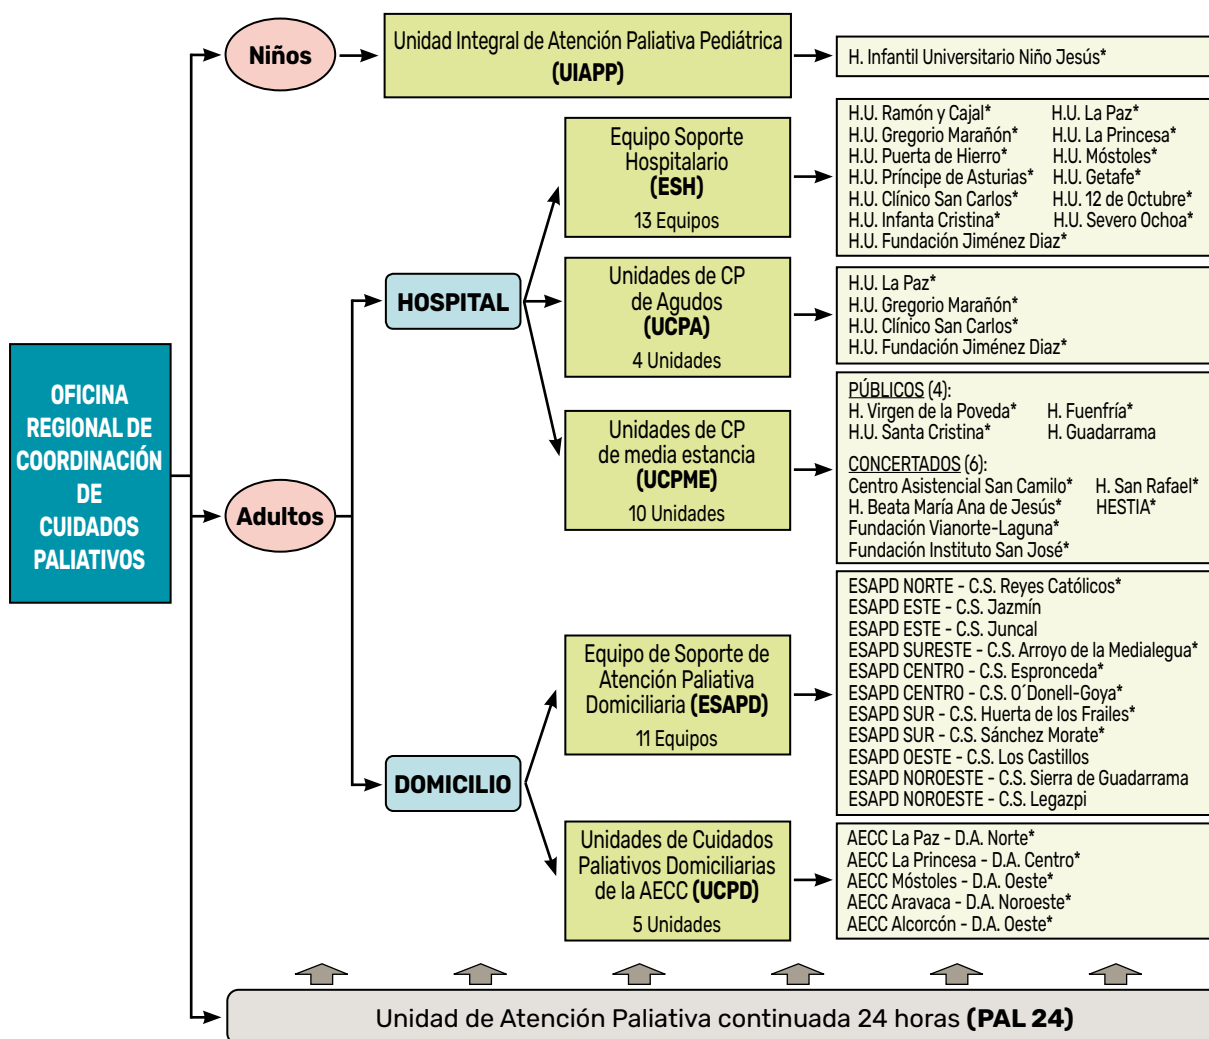 OFICINA
REGIONAL DE
COORDINACIÓN
DE
CUIDADOS
PALIATIVOS
Niños
Unidad Integral de Atención Paliativa Pediátrica
(UIAPP)
H. Infantil Universitario Niño Jesús*
Adultos
HOSPITAL
Equipo Soporte
Hospitalario
(ESH)
13 Equipos
H.U. Ramón y Cajal* H.U. La Paz*
H.U. Gregorio Marañón* H.U. La Princesa*
H.U. Puerta de Hierro* H.U. Móstoles*
H.U. Príncipe de Asturias* H.U. Getafe*
H.U. Clínico San Carlos* H.U. 12 de Octubre*
H.U. Infanta Cristina* H.U. Severo Ochoa*
H.U. Fundación Jiménez Diaz*
Unidades de CP
de Agudos
(UCPA)
4 Unidades
H.U. La Paz*
H.U. Gregorio Marañón*
H.U. Clínico San Carlos*
H.U. Fundación Jiménez Diaz*
Unidades de CP
de media estancia
(UCPME)
10 Unidades
PÚBLICOS (4):
H. Virgen de la Poveda* H. Fuenfría*
H.U. Santa Cristina* H. Guadarrama
CONCERTADOS (6):
Centro Asistencial San Camilo* H. San Rafael*
H. Beata María Ana de Jesús* HESTIA*
Fundación Vianorte-Laguna*
Fundación Instituto San José*
DOMICILIO
Equipo de Soporte de
Atención Paliativa
Domiciliaria (ESAPD)
11 Equipos
ESAPD NORTE - C.S. Reyes Católicos*
ESAPD ESTE - C.S. Jazmín
ESAPD ESTE - C.S. Juncal
ESAPD SURESTE - C.S. Arroyo de la Medialegua*
ESAPD CENTRO - C.S. Espronceda*
ESAPD CENTRO - C.S. O´Donell-Goya*
ESAPD SUR - C.S. Huerta de los Frailes*
ESAPD SUR - C.S. Sánchez Morate*
ESAPD OESTE - C.S. Los Castillos
ESAPD NOROESTE - C.S. Sierra de Guadarrama
ESAPD NOROESTE - C.S. Legazpi
Unidades de Cuidados
Paliativos Domiciliarias
de la AECC (UCPD)
5 Unidades
AECC La Paz - D.A. Norte*
AECC La Princesa - D.A. Centro*
AECC Móstoles - D.A. Oeste*
AECC Aravaca - D.A. Noroeste*
AECC Alcorcón - D.A. Oeste*
Unidad de Atención Paliativa continuada 24 horas (PAL 24)